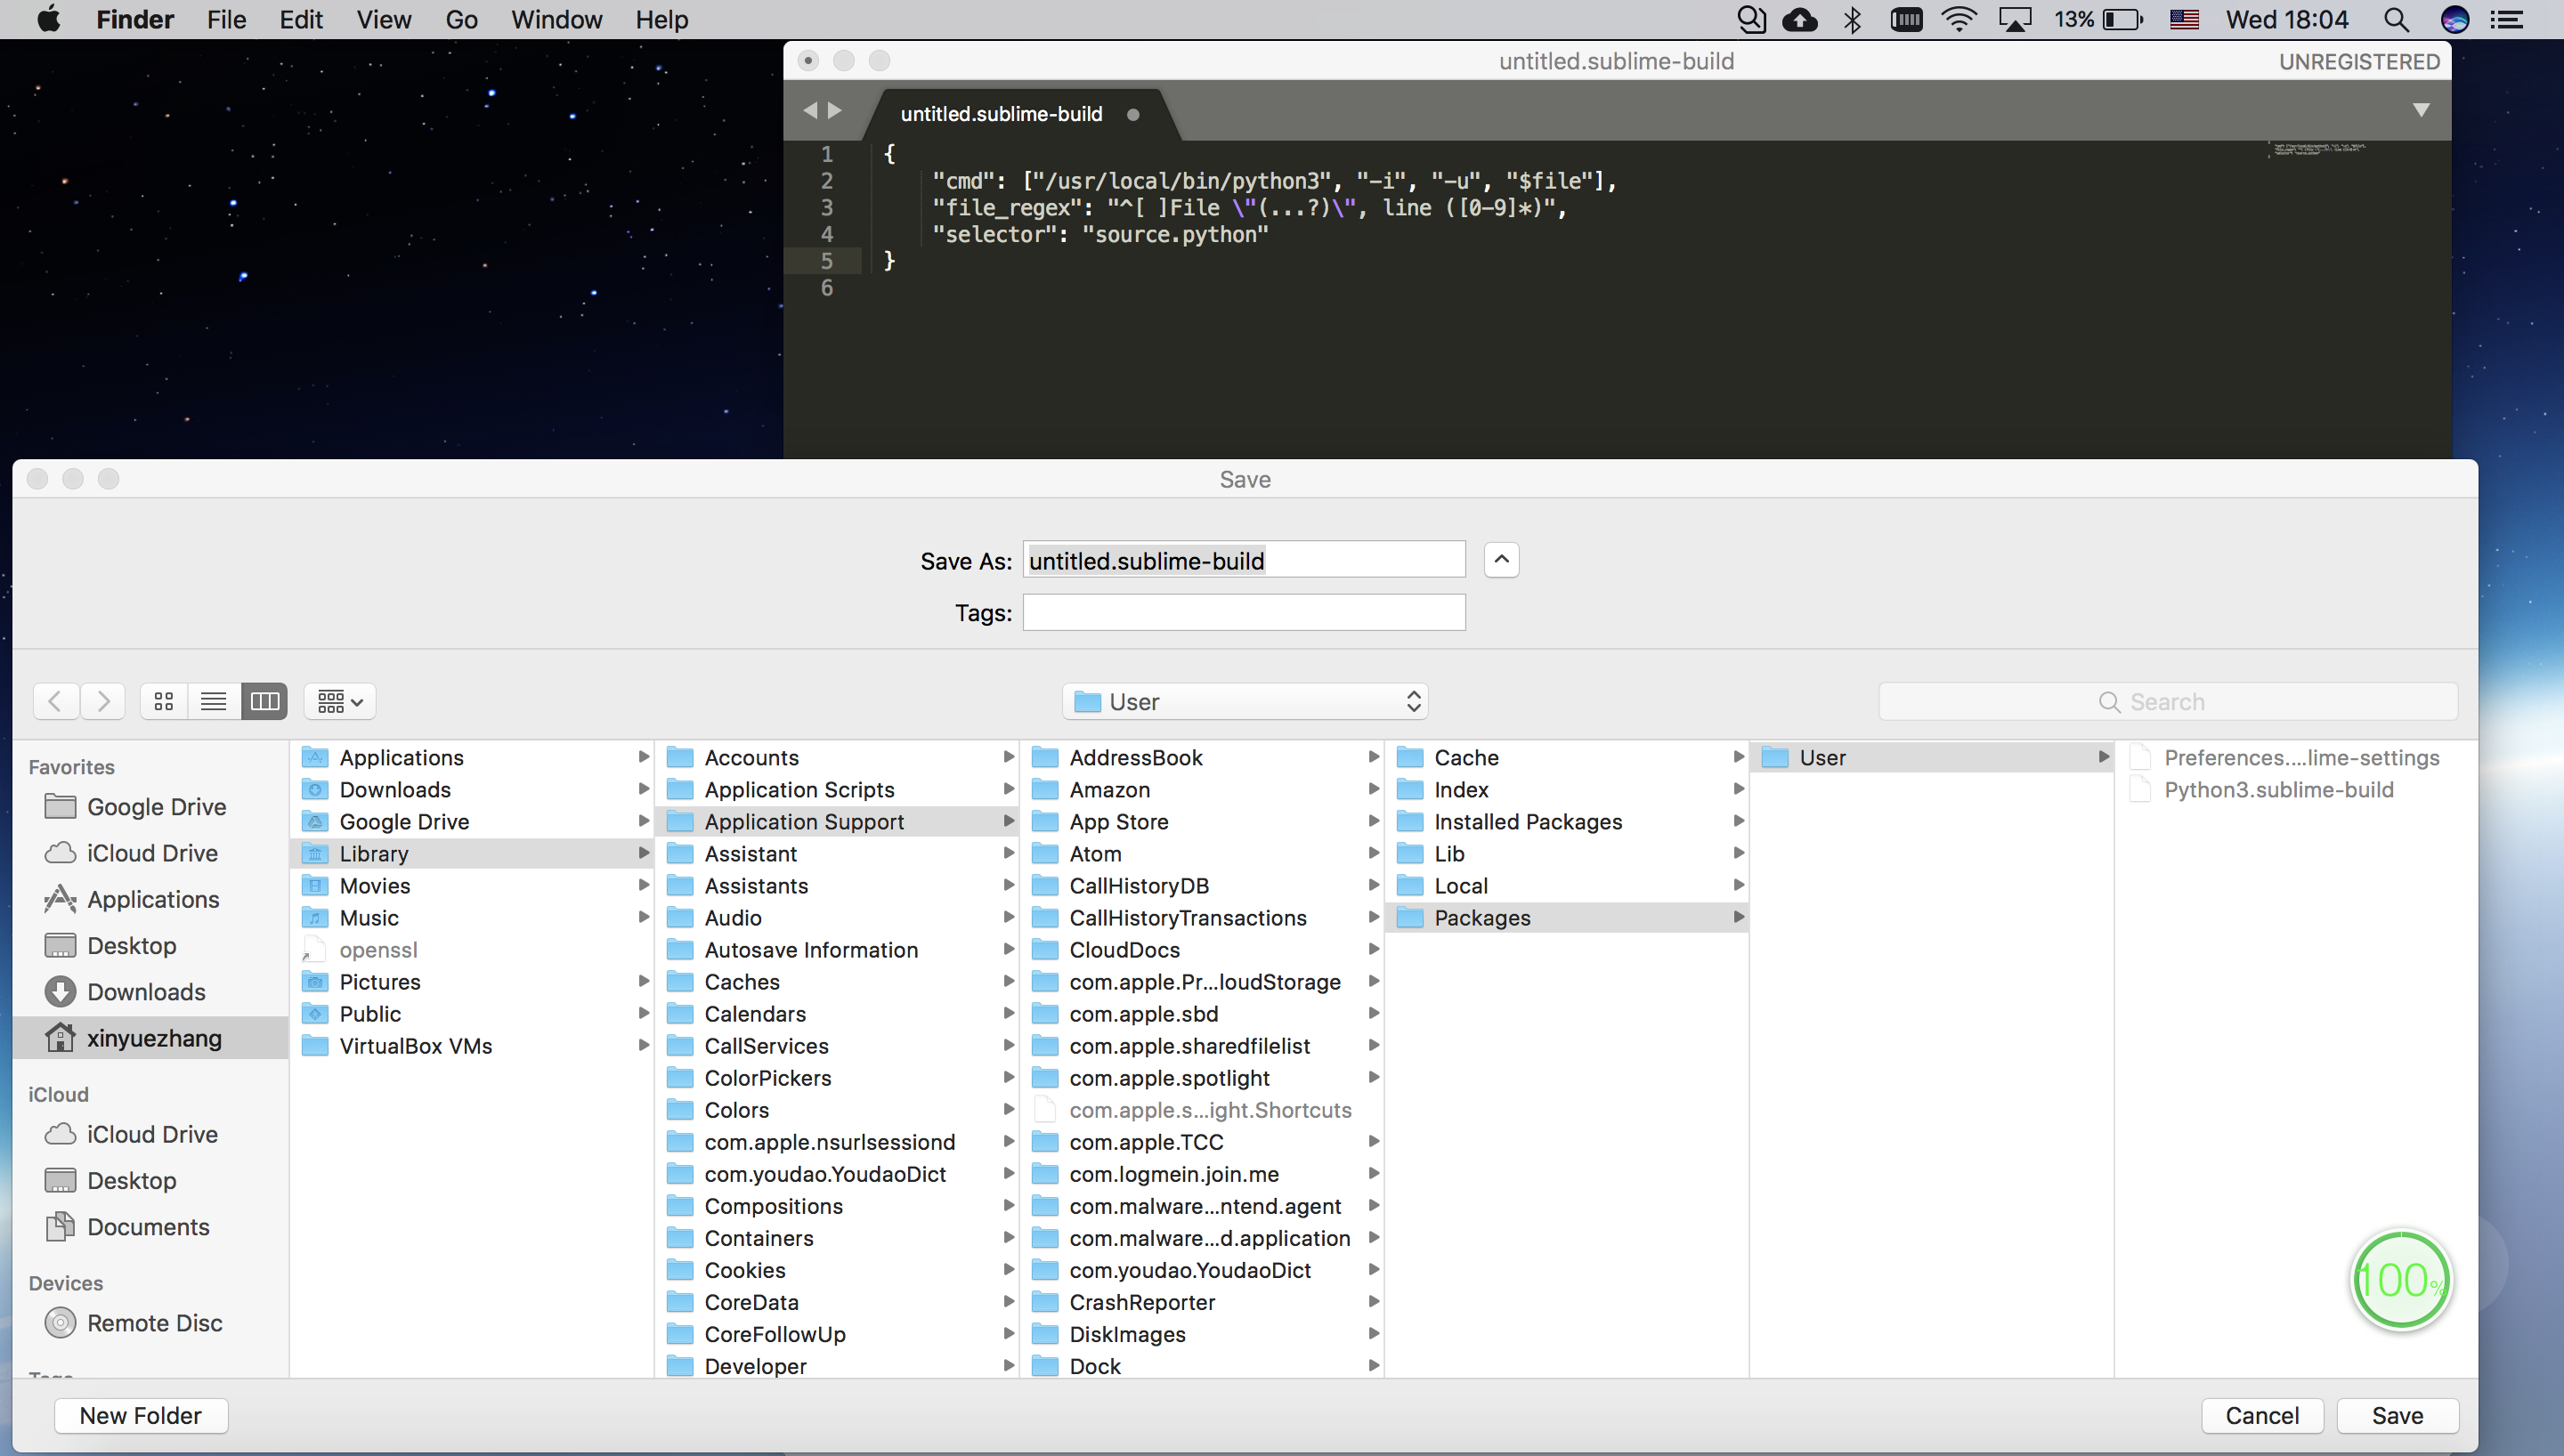 Finder File Edit View Go Window Help 13% Wed 18:04
untitled.sublime-build UNREGISTERED
untitled.sublime-build
1 {
2 "cmd": ["/usr/local/bin/python3", "-i", "-u", "$file"],
3 "file_regex": "^[ ]File \"(...?)\", line ([0-9]*)",
4 "selector": "source.python"
5 }
6
Save
Save As: untitled.sublime-build
Tags:
User
Search
Favorites
Google Drive
iCloud Drive
Applications
Desktop
Downloads
xinyuezhang
iCloud
iCloud Drive
Desktop
Documents
Devices
Remote Disc
Applications
Downloads
Google Drive
Library
Movies
Music
openssl
Pictures
Public
VirtualBox VMs
Accounts
Application Scripts
Application Support
Assistant
Assistants
Audio
Autosave Information
Caches
Calendars
CallServices
ColorPickers
Colors
com.apple.nsurlsessiond
com.youdao.YoudaoDict
Compositions
Containers
Cookies
CoreData
CoreFollowUp
Developer
AddressBook
Amazon
App Store
Atom
CallHistoryDB
CallHistoryTransactions
CloudDocs
com.apple.Pr...loudStorage
com.apple.sbd
com.apple.sharedfilelist
com.apple.spotlight
com.apple.s...ight.Shortcuts
com.apple.TCC
com.logmein.join.me
com.malware...ntend.agent
com.malware...d.application
com.youdao.YoudaoDict
CrashReporter
DiskImages
Dock
Cache
Index
Installed Packages
Lib
Local
Packages
User
Preferences....lime-settings
Python3.sublime-build
100%
New Folder
Cancel
Save